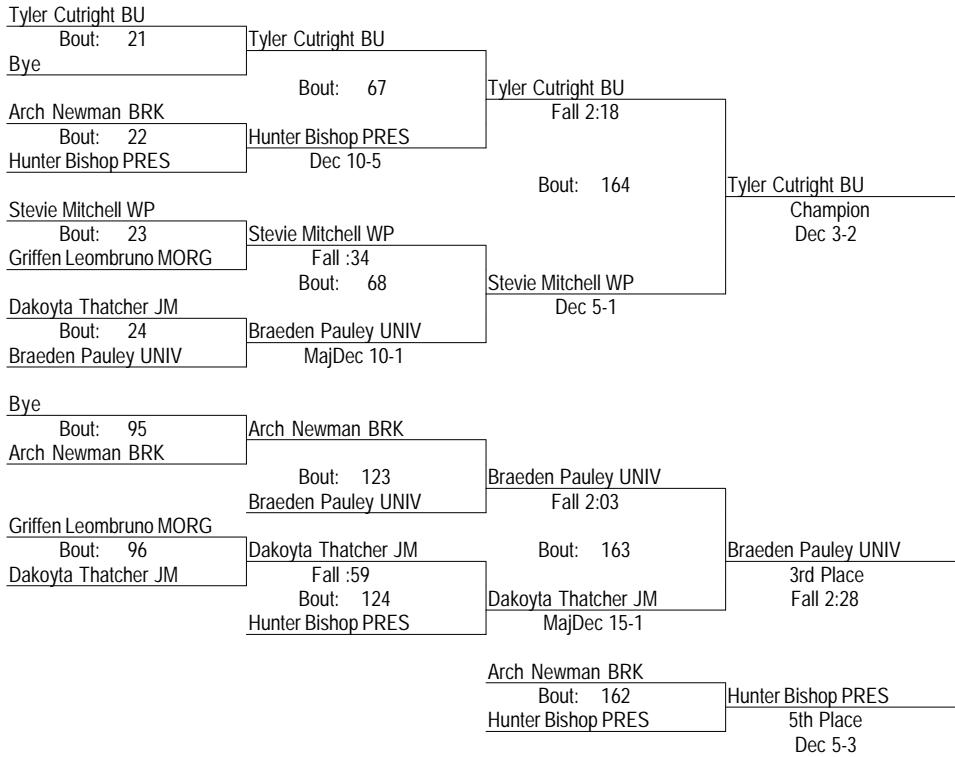 Tyler Cutright BU
Bout: 21
Tyler Cutright BU
Bye
Bout: 67
Tyler Cutright BU
Arch Newman BRK
Fall 2:18
Bout: 22
Hunter Bishop PRES
Hunter Bishop PRES
Dec 10-5
Bout: 164
Tyler Cutright BU
Stevie Mitchell WP
Champion
Bout: 23
Stevie Mitchell WP
Dec 3-2
Griffen Leombruno MORG
Fall :34
Bout: 68
Stevie Mitchell WP
Dakoyta Thatcher JM
Dec 5-1
Bout: 24
Braeden Pauley UNIV
Braeden Pauley UNIV
MajDec 10-1
Bye
Bout: 95
Arch Newman BRK
Arch Newman BRK
Bout: 123
Braeden Pauley UNIV
Braeden Pauley UNIV
Fall 2:03
Griffen Leombruno MORG
Bout: 96
Dakoyta Thatcher JM
Bout: 163
Braeden Pauley UNIV
Dakoyta Thatcher JM
Fall :59
3rd Place
Bout: 124
Dakoyta Thatcher JM
Fall 2:28
Hunter Bishop PRES
MajDec 15-1
Arch Newman BRK
Bout: 162
Hunter Bishop PRES
Hunter Bishop PRES
5th Place
Dec 5-3